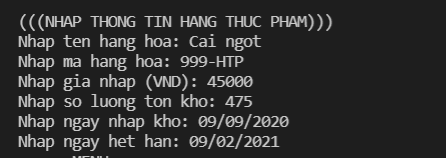 (((NHAP THONG TIN HANG THUC PHAM)))
Nhap ten hang hoa: Cai ngot
Nhap ma hang hoa: 999-HTP
Nhap gia nhap (VND): 45000
Nhap so luong ton kho: 475
Nhap ngay nhap kho: 09/09/2020
Nhap ngay het han: 09/02/2021
MENU